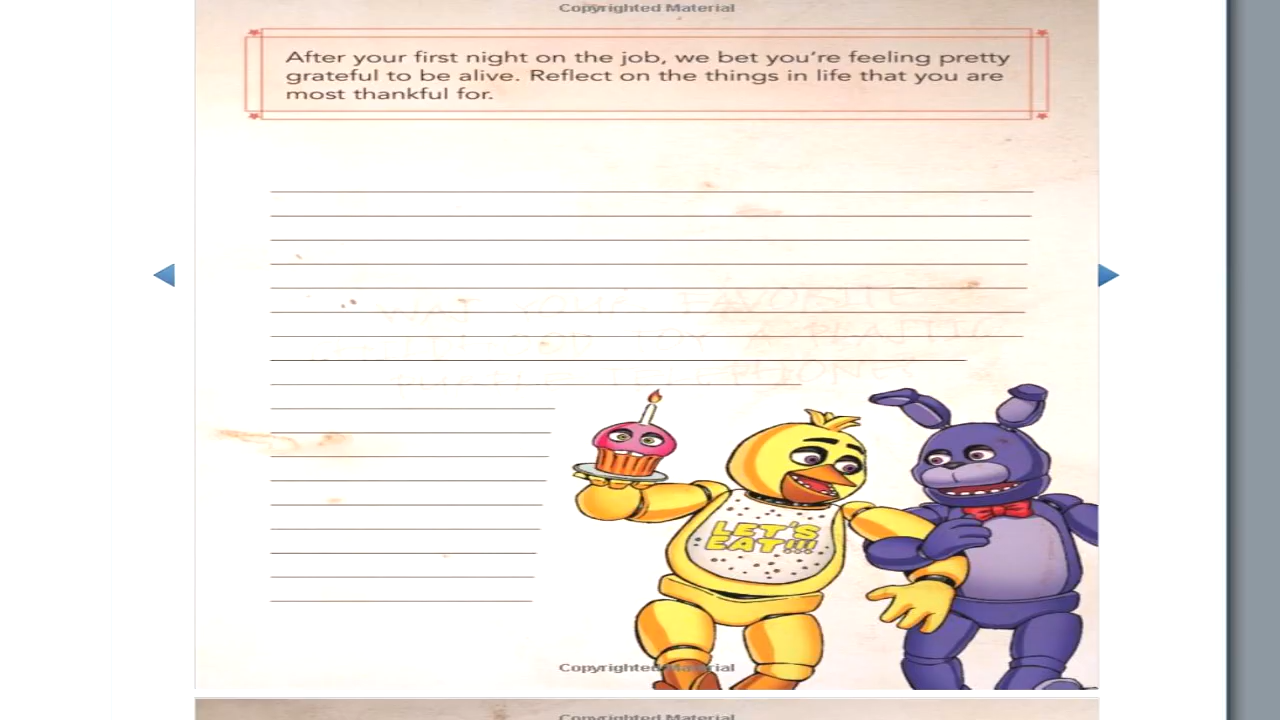 Copyrighted Material
After your first night on the job, we bet you're feeling pretty
grateful to be alive. Reflect on the things in life that you are
most thankful for.
FAVORITE
LET'S
EAT!!!
Copyrighted Material
Copyrighted Material